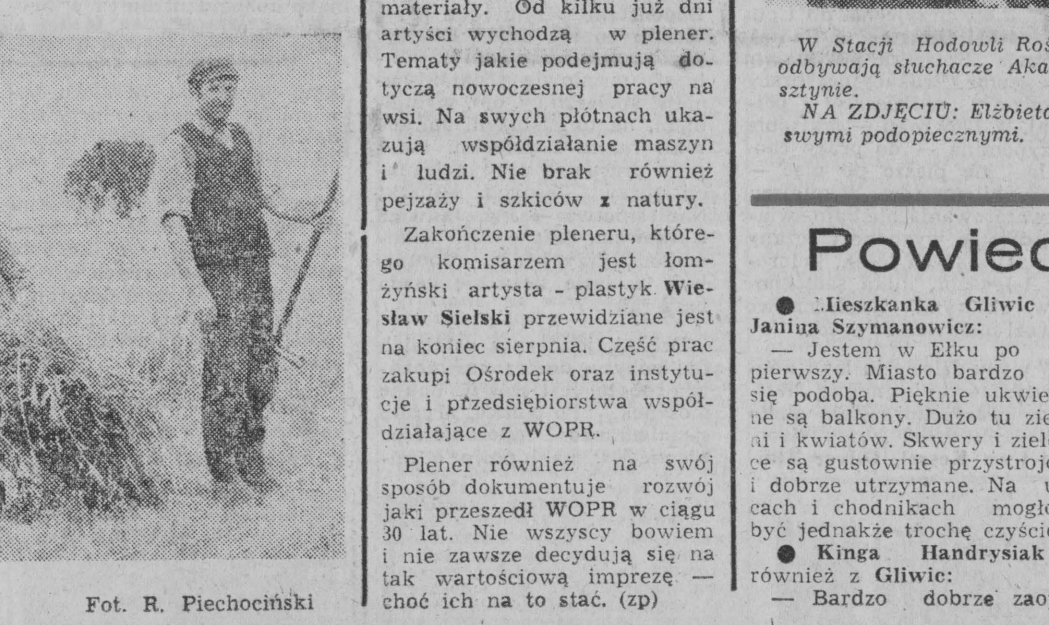 Fot. R. Piechociński
materiały. Od kilku już dni
artyści wychodzą w plener.
Tematy jakie podejmują do-
tyczą nowoczesnej pracy na
wsi. Na swych płótnach uka-
zują współdziałanie maszyn
i ludzi. Nie brak również
pejzaży i szkiców z natury.
Zakończenie pleneru, które-
go komisarzem jest łom-
żyński artysta - plastyk Wie-
sław Sielski przewidziane jest
na koniec sierpnia. Część prac
zakupi Ośrodek oraz instytu-
cje i przedsiębiorstwa współ-
działające z WOPR.
Plener również na swój
sposób dokumentuje rozwój
jaki przeszedł WOPR w ciągu
30 lat. Nie wszyscy bowiem
i nie zawsze decydują się na
tak wartościową imprezę —
choć ich na to stać. (zp)
W Stacji Hodowli Roś
odbywają słuchacze Aka
sztynie.
NA ZDJĘCIU: Elżbieta
swymi podopiecznymi.
Powiec
● Mieszkanka Gliwic
Janina Szymanowicz:
— Jestem w Ełku po
pierwszy. Miasto bardzo
się podoba. Pięknie ukwie
ne są balkony. Dużo tu zie
ni i kwiatów. Skwery i ziele
ce są gustownie przystroje
i dobrze utrzymane. Na u
cach i chodnikach mogło
być jednakże trochę czyście
● Kinga Handrysiak
również z Gliwic:
— Bardzo dobrze zao